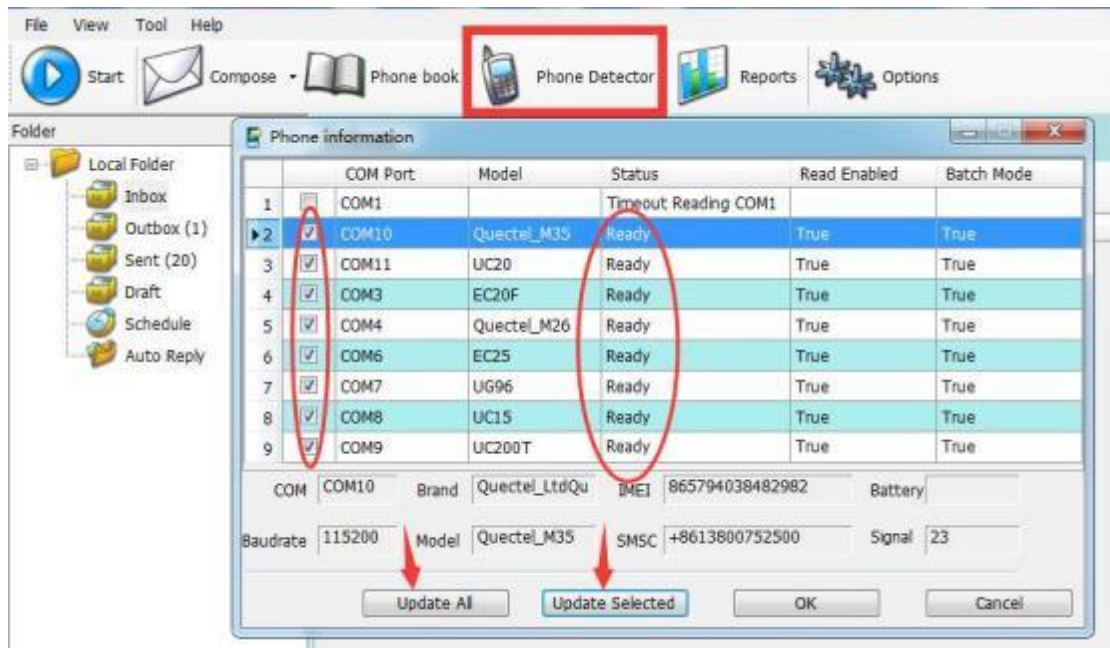 File View Tool Help
Start Compose Phone book Phone Detector Reports Options
Folder
Local Folder
Inbox
Outbox (1)
Sent (20)
Draft
Schedule
Auto Reply
Phone information
COM Port Model Status Read Enabled Batch Mode
1 COM1 Timeout Reading COM1
2 COM10 Quectel_M35 Ready True True
3 COM11 UC20 Ready True True
4 COM3 EC20F Ready True True
5 COM4 Quectel_M26 Ready True True
6 COM6 EC25 Ready True True
7 COM7 UG96 Ready True True
8 COM8 UC15 Ready True True
9 COM9 UC200T Ready True True
COM COM10 Brand Quectel_LtdQu IMEI 865794038482982 Battery
Baudrate 115200 Model Quectel_M35 SMSC +8613800752500 Signal 23
Update All Update Selected OK Cancel